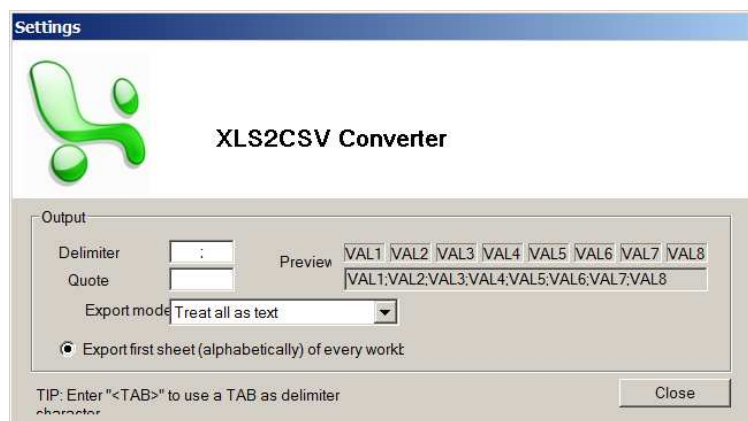 Settings
XLS2CSV Converter
Output
Delimiter ;
Preview VAL1 VAL2 VAL3 VAL4 VAL5 VAL6 VAL7 VAL8
Quote
VAL1;VAL2;VAL3;VAL4;VAL5;VAL6;VAL7;VAL8
Export mode Treat all as text
Export first sheet (alphabetically) of every workb
TIP: Enter "<TAB>" to use a TAB as delimiter
character
Close